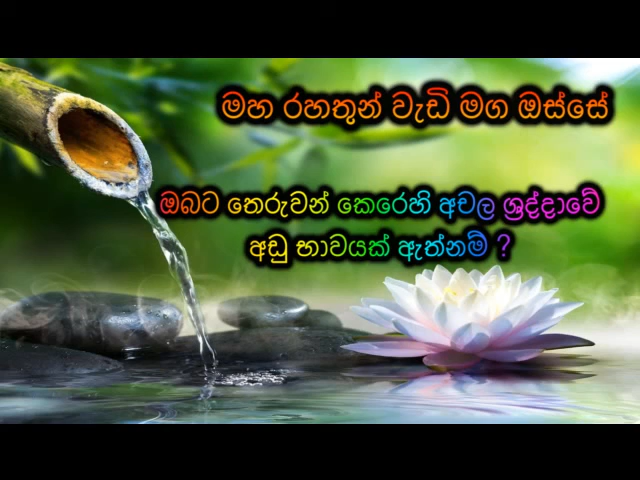 මහ රහතුන් වැඩි මග ඔස්සේ
ඔබට තෙරුවන් කෙරෙහි අචල ශ්‍රද්දාවේ
අඩු භාවයක් ඇත්නම් ?